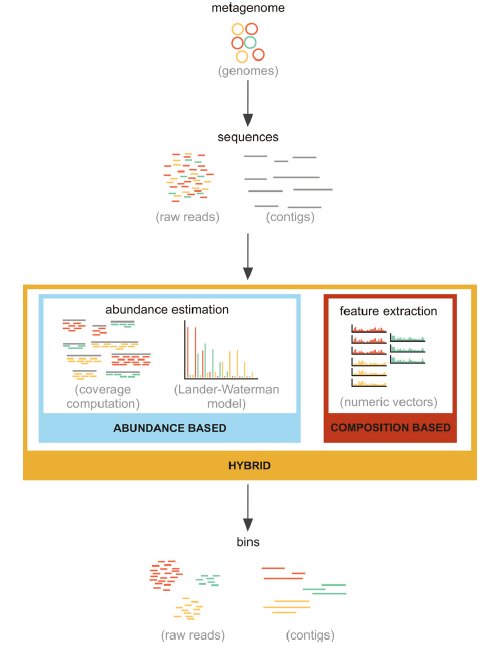 metagenome
(genomes)
sequences
(raw reads)
(contigs)
abundance estimation
(coverage
computation)
(Lander-Waterman
model)
ABUNDANCE BASED
feature extraction
(numeric vectors)
COMPOSITION BASED
HYBRID
bins
(raw reads)
(contigs)